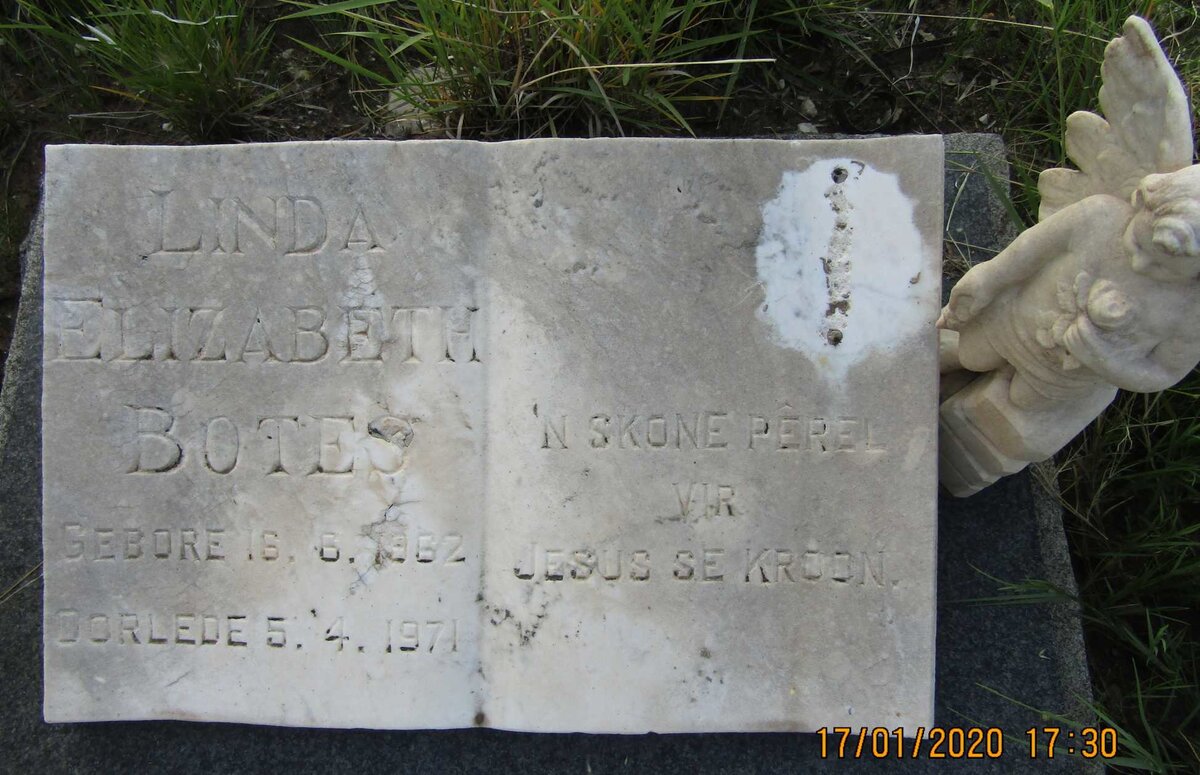 LINDA
ELIZABETH
BOTES
GEBORE 16. 6. 1962
OORLEDE 5. 4. 1971
'N SKONE PÊREL
VIR
JESUS SE KROON.
17/01/2020 17:30